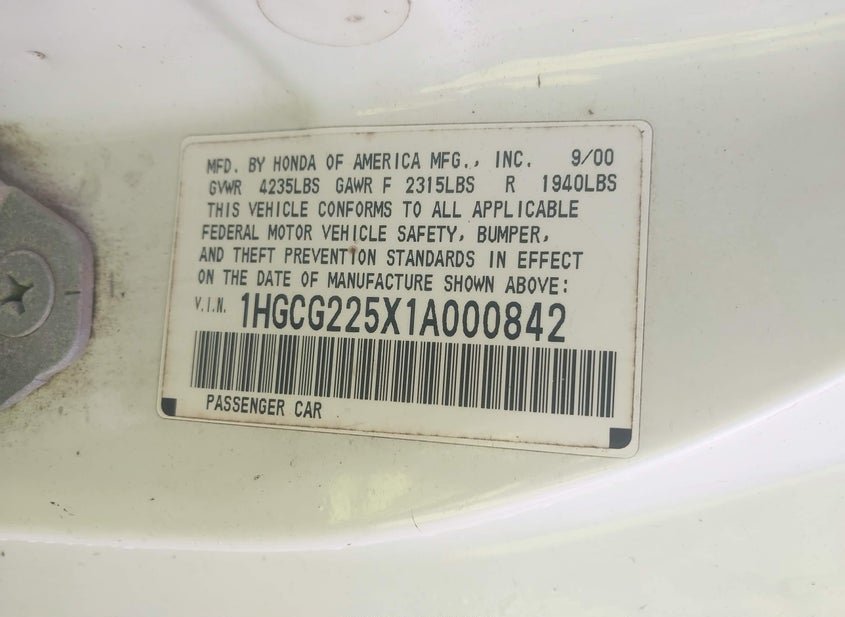 MFD. BY HONDA OF AMERICA MFG., INC. 9/00
GVWR 4235LBS GAWR F 2315LBS R 1940LBS
THIS VEHICLE CONFORMS TO ALL APPLICABLE
FEDERAL MOTOR VEHICLE SAFETY, BUMPER,
AND THEFT PREVENTION STANDARDS IN EFFECT
ON THE DATE OF MANUFACTURE SHOWN ABOVE:
V.I.N. 1HGCG225X1A000842
PASSENGER CAR